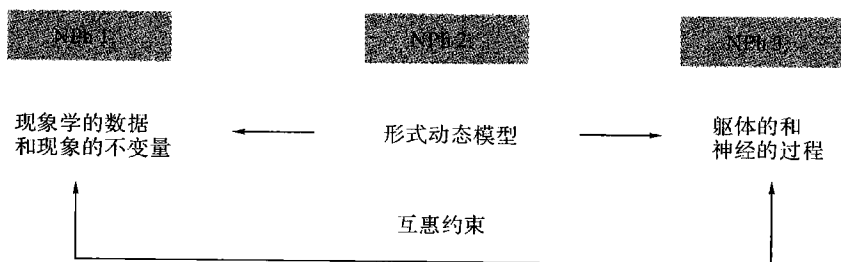 NPh 1:
NPh 2:
NPh 3:
现象学的数据
和现象的不变量
形式动态模型
躯体的和
神经的过程
互惠约束